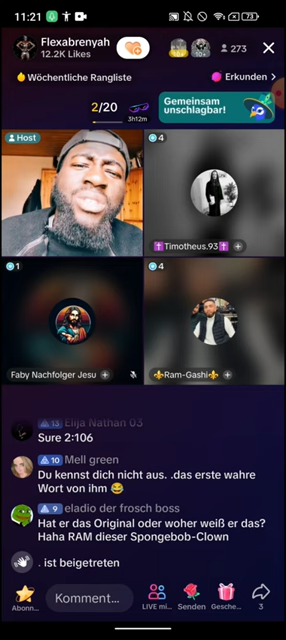 11:21
73
Flexabrenyah
12.2K Likes
10+
273
Wöchentliche Rangliste
Erkunden >
2/20
3h12m
Gemeinsam unschlagbar!
Host
4
✝Timotheus.93✝ +
1
4
Faby Nachfolger Jesu +
⚜Ram-Gashi⚜ +
13 Elija Nathan 03
Sure 2:106
10 Mell green
Du kennst dich nicht aus. .das erste wahre
Wort von ihm 😂
9 eladio der frosch boss
Hat er das Original oder woher weiß er das?
Haha RAM dieser Spongebob-Clown
. ist beigetreten
Komment...
Abonn...
LIVE mi...
Senden
Gesche...
3